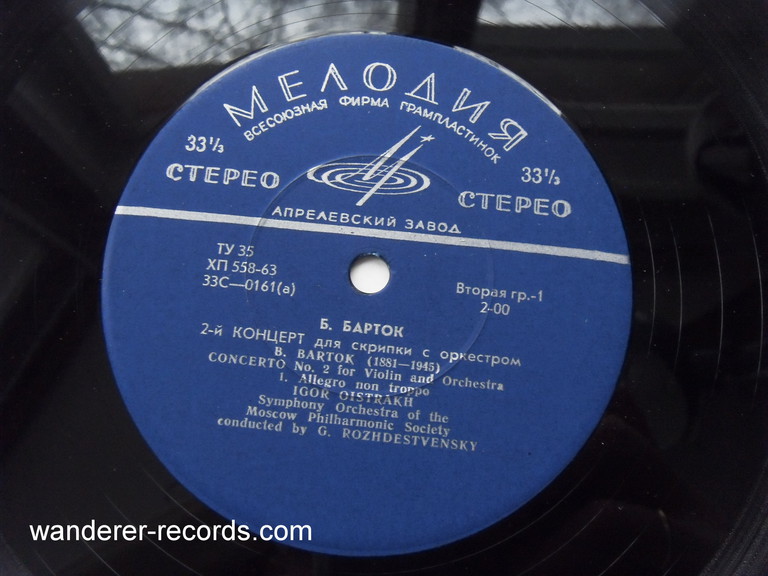 МЕЛОДИЯ
ВСЕСОЮЗНАЯ ФИРМА ГРАМПЛАСТИНОК
33⅓ 33⅓
СТЕРЕО СТЕРЕО
АПРЕЛЕВСКИЙ ЗАВОД
ТУ 35
ХП 558-63
33С—0161(а)
Вторая гр.-1
2-00
Б. БАРТОК
2-й КОНЦЕРТ для скрипки с оркестром
B. BARTOK (1881—1945)
CONCERTO No. 2 for Violin and Orchestra
i. Allegro non troppo
IGOR OISTRAKH
Symphony Orchestra of the
Moscow Philharmonic Society
conducted by G. ROZHDESTVENSKY
wanderer-records.com